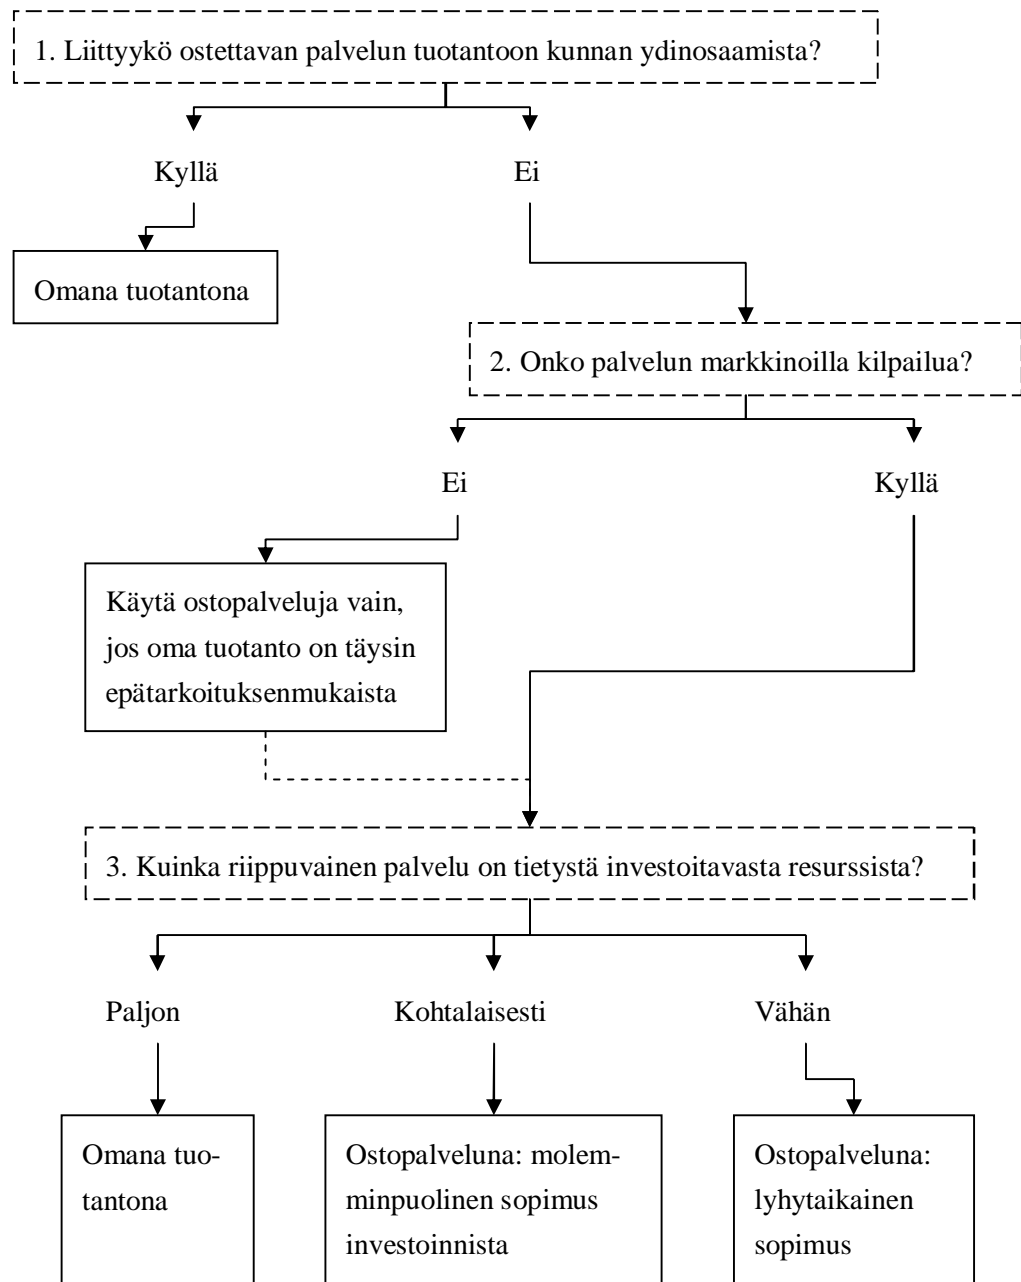 1. Liittyykö ostettavan palvelun tuotantoon kunnan ydinosaamista?
Kyllä
Ei
Omana tuotantona
2. Onko palvelun markkinoilla kilpailua?
Ei
Kyllä
Käytä ostopalveluja vain,
jos oma tuotanto on täysin
epätarkoituksenmukaista
3. Kuinka riippuvainen palvelu on tietystä investoitavasta resurssista?
Paljon
Kohtalaisesti
Vähän
Omana tuo-
tantona
Ostopalveluna: molem-
minpuolinen sopimus
investoinnista
Ostopalveluna:
lyhytaikainen
sopimus